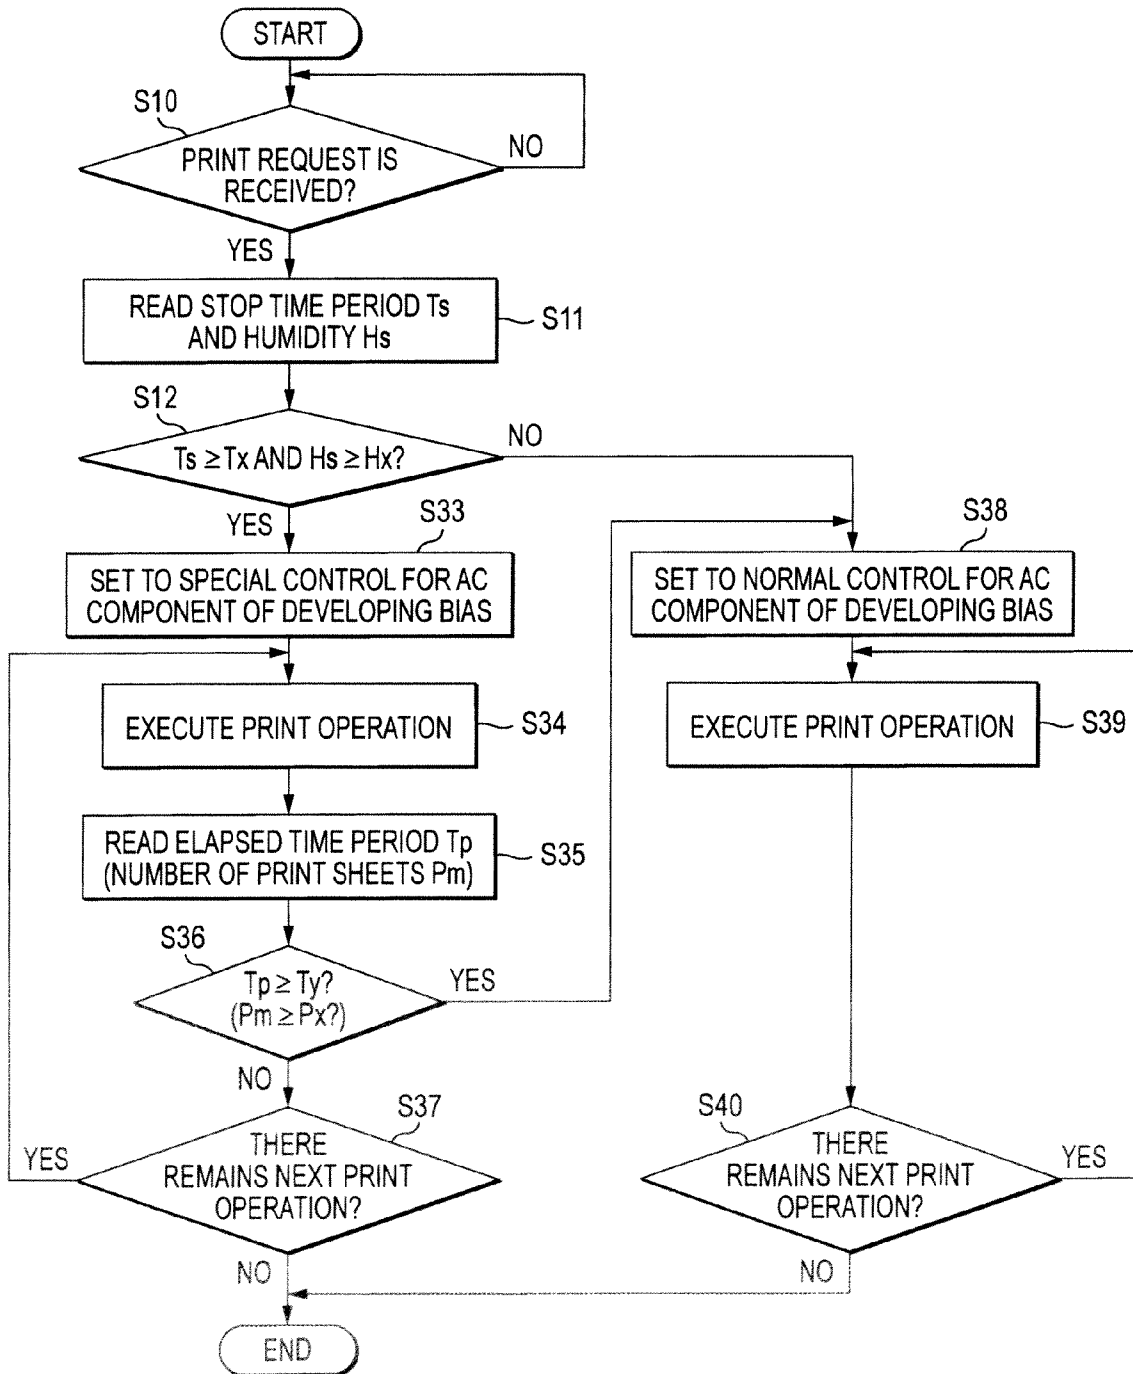 START
S10
PRINT REQUEST IS
RECEIVED?
NO
YES
READ STOP TIME PERIOD Ts
AND HUMIDITY Hs
S11
S12
Ts ≥ Tx AND Hs ≥ Hx?
NO
YES
S33
SET TO SPECIAL CONTROL FOR AC
COMPONENT OF DEVELOPING BIAS
S38
SET TO NORMAL CONTROL FOR AC
COMPONENT OF DEVELOPING BIAS
EXECUTE PRINT OPERATION
S34
EXECUTE PRINT OPERATION
S39
READ ELAPSED TIME PERIOD Tp
(NUMBER OF PRINT SHEETS Pm)
S35
S36
Tp ≥ Ty?
(Pm ≥ Px?)
YES
NO
S37
THERE
REMAINS NEXT PRINT
OPERATION?
YES
NO
S40
THERE
REMAINS NEXT PRINT
OPERATION?
YES
NO
END